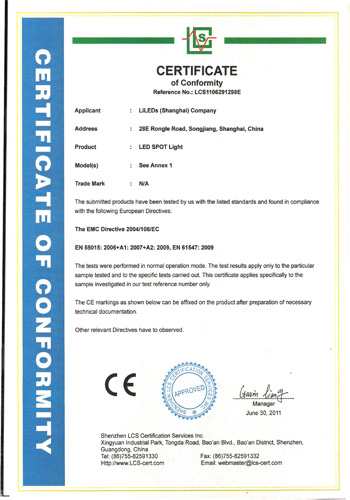 CERTIFICATE OF CONFORMITY
LCS
CERTIFICATE
of Conformity
Reference No.: LCS1106291298E
Applicant : LiLEDs (Shanghai) Company
Address : 28E Rongle Road, Songjiang, Shanghai, China
Product : LED SPOT Light
Model(s) : See Annex 1
Trade Mark : N/A
The submitted products have been tested by us with the listed standards and found in compliance
with the following European Directives:
The EMC Directive 2004/108/EC
EN 55015: 2006+A1: 2007+A2: 2009, EN 61547: 2009
The tests were performed in normal operation mode. The test results apply only to the particular
sample tested and to the specific tests carried out. This certificate applies specifically to the
sample investigated in our test reference number only.
The CE markings as shown below can be affixed on the product after preparation of necessary
technical documentation.
Other relevant Directives have to observed.
CE
LCS CERTIFICATION SERVICES
APPROVED
Manager
June 30, 2011
Shenzhen LCS Certification Services Inc.
Xingyuan Industrial Park, Tongda Road, Bao'an Blvd., Bao'an District, Shenzhen,
Guangdong, China
Tel: (86)755-82591330 Fax: (86)755-82591332
Http://www.LCS-cert.com Email: webmaster@lcs-cert.com